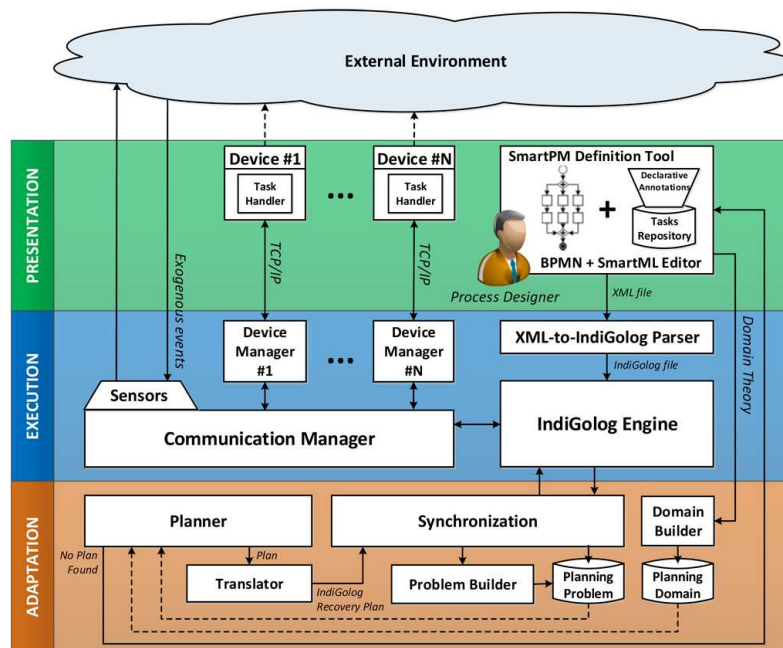 External Environment
PRESENTATION
Device #1
Task
Handler
...
Device #N
Task
Handler
SmartPM Definition Tool
Declarative
Annotations
+
Tasks
Repository
BPMN + SmartML Editor
Process Designer
Exogenous events
TCP/IP
TCP/IP
XML file
Domain Theory
EXECUTION
Device
Manager
#1
...
Device
Manager
#N
XML-to-IndiGolog Parser
IndiGolog file
Sensors
Communication Manager
IndiGolog Engine
ADAPTATION
Planner
Synchronization
Domain
Builder
No Plan
Found
Plan
Translator
IndiGolog
Recovery Plan
Problem Builder
Planning
Problem
Planning
Domain